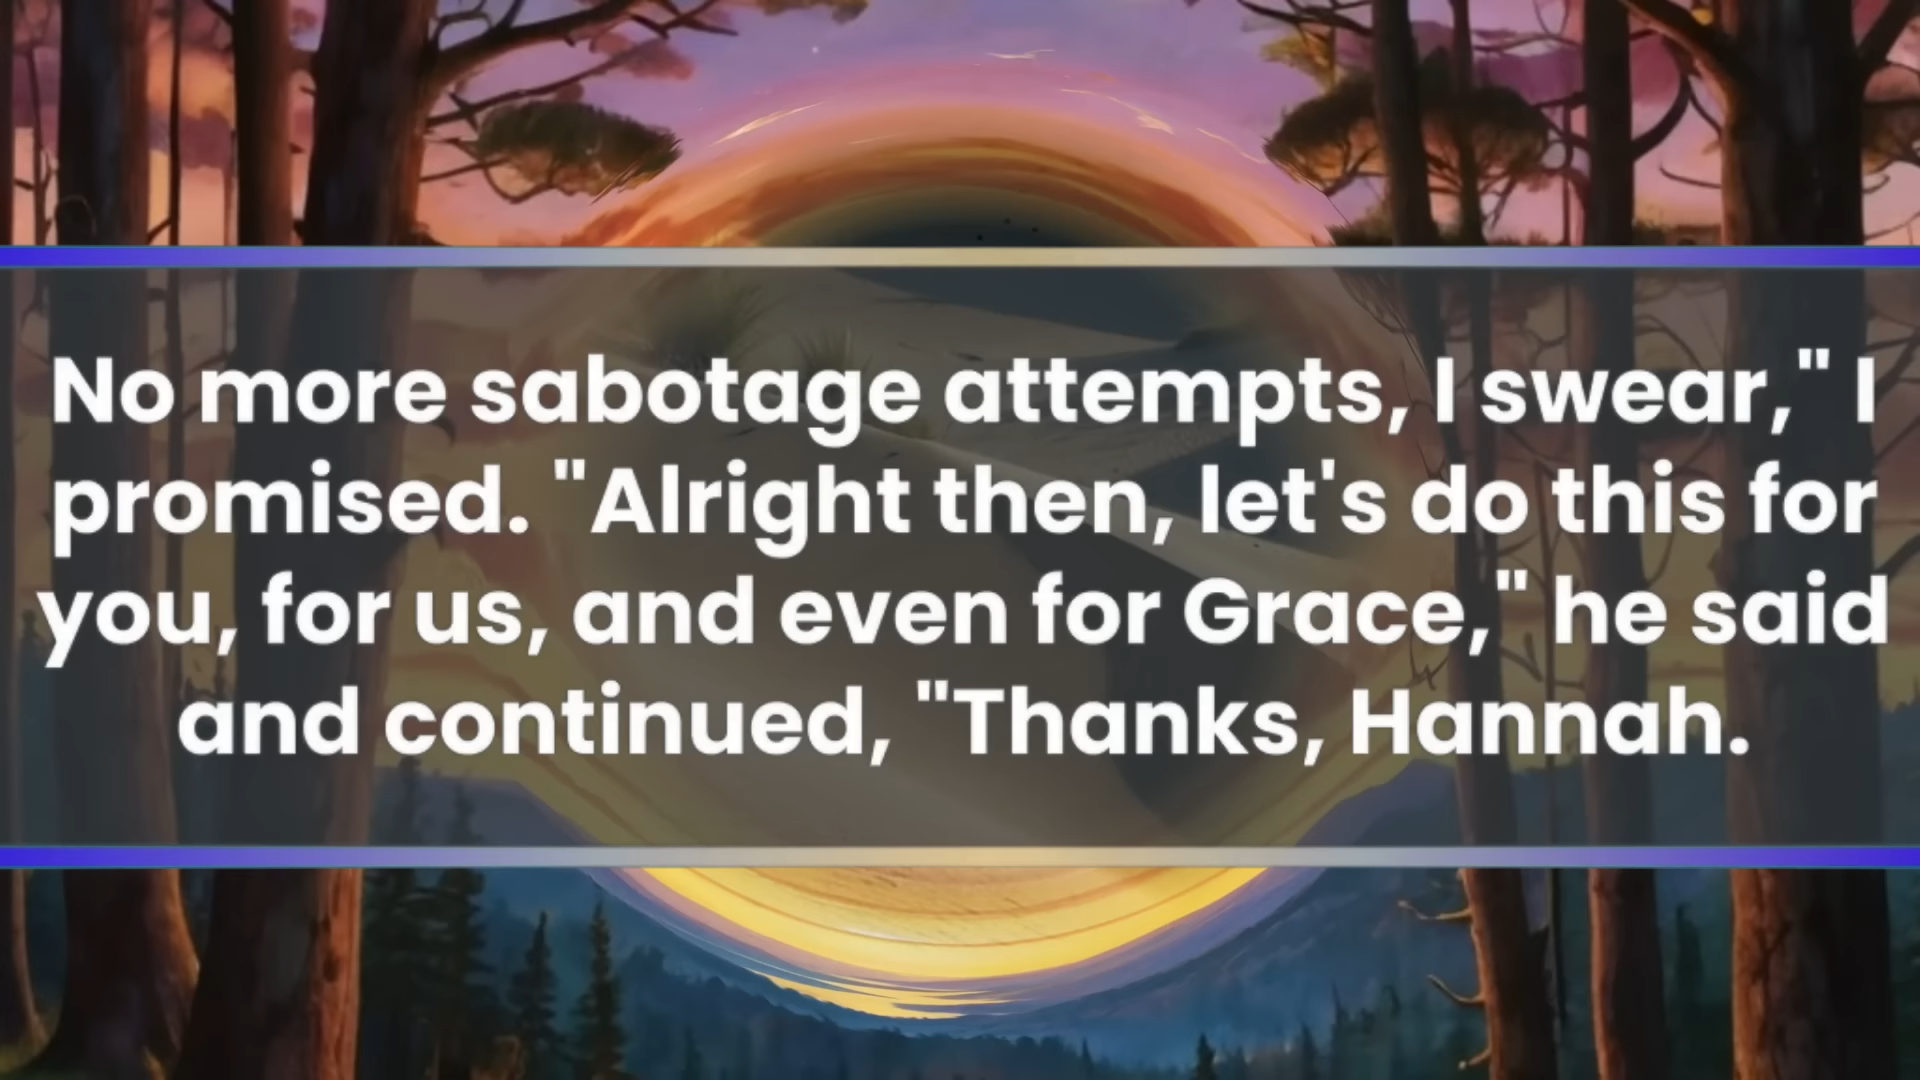 No more sabotage attempts, I swear," I
promised. "Alright then, let's do this for
you, for us, and even for Grace," he said
and continued, "Thanks, Hannah.